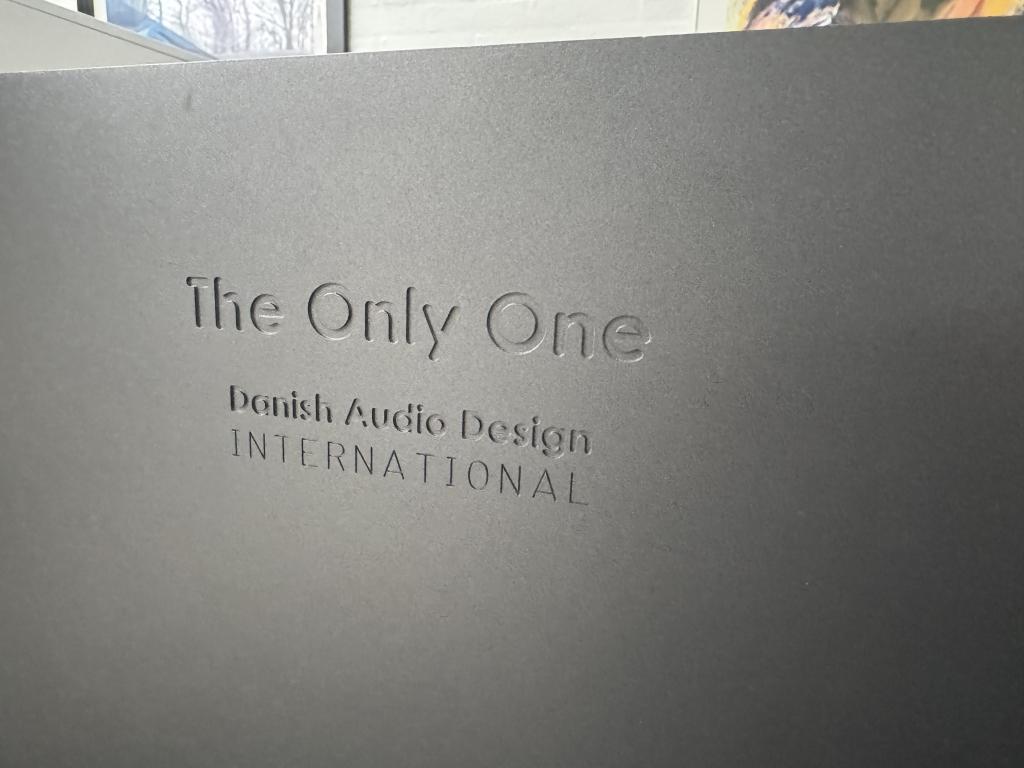 The Only One
Danish Audio Design
INTERNATIONAL